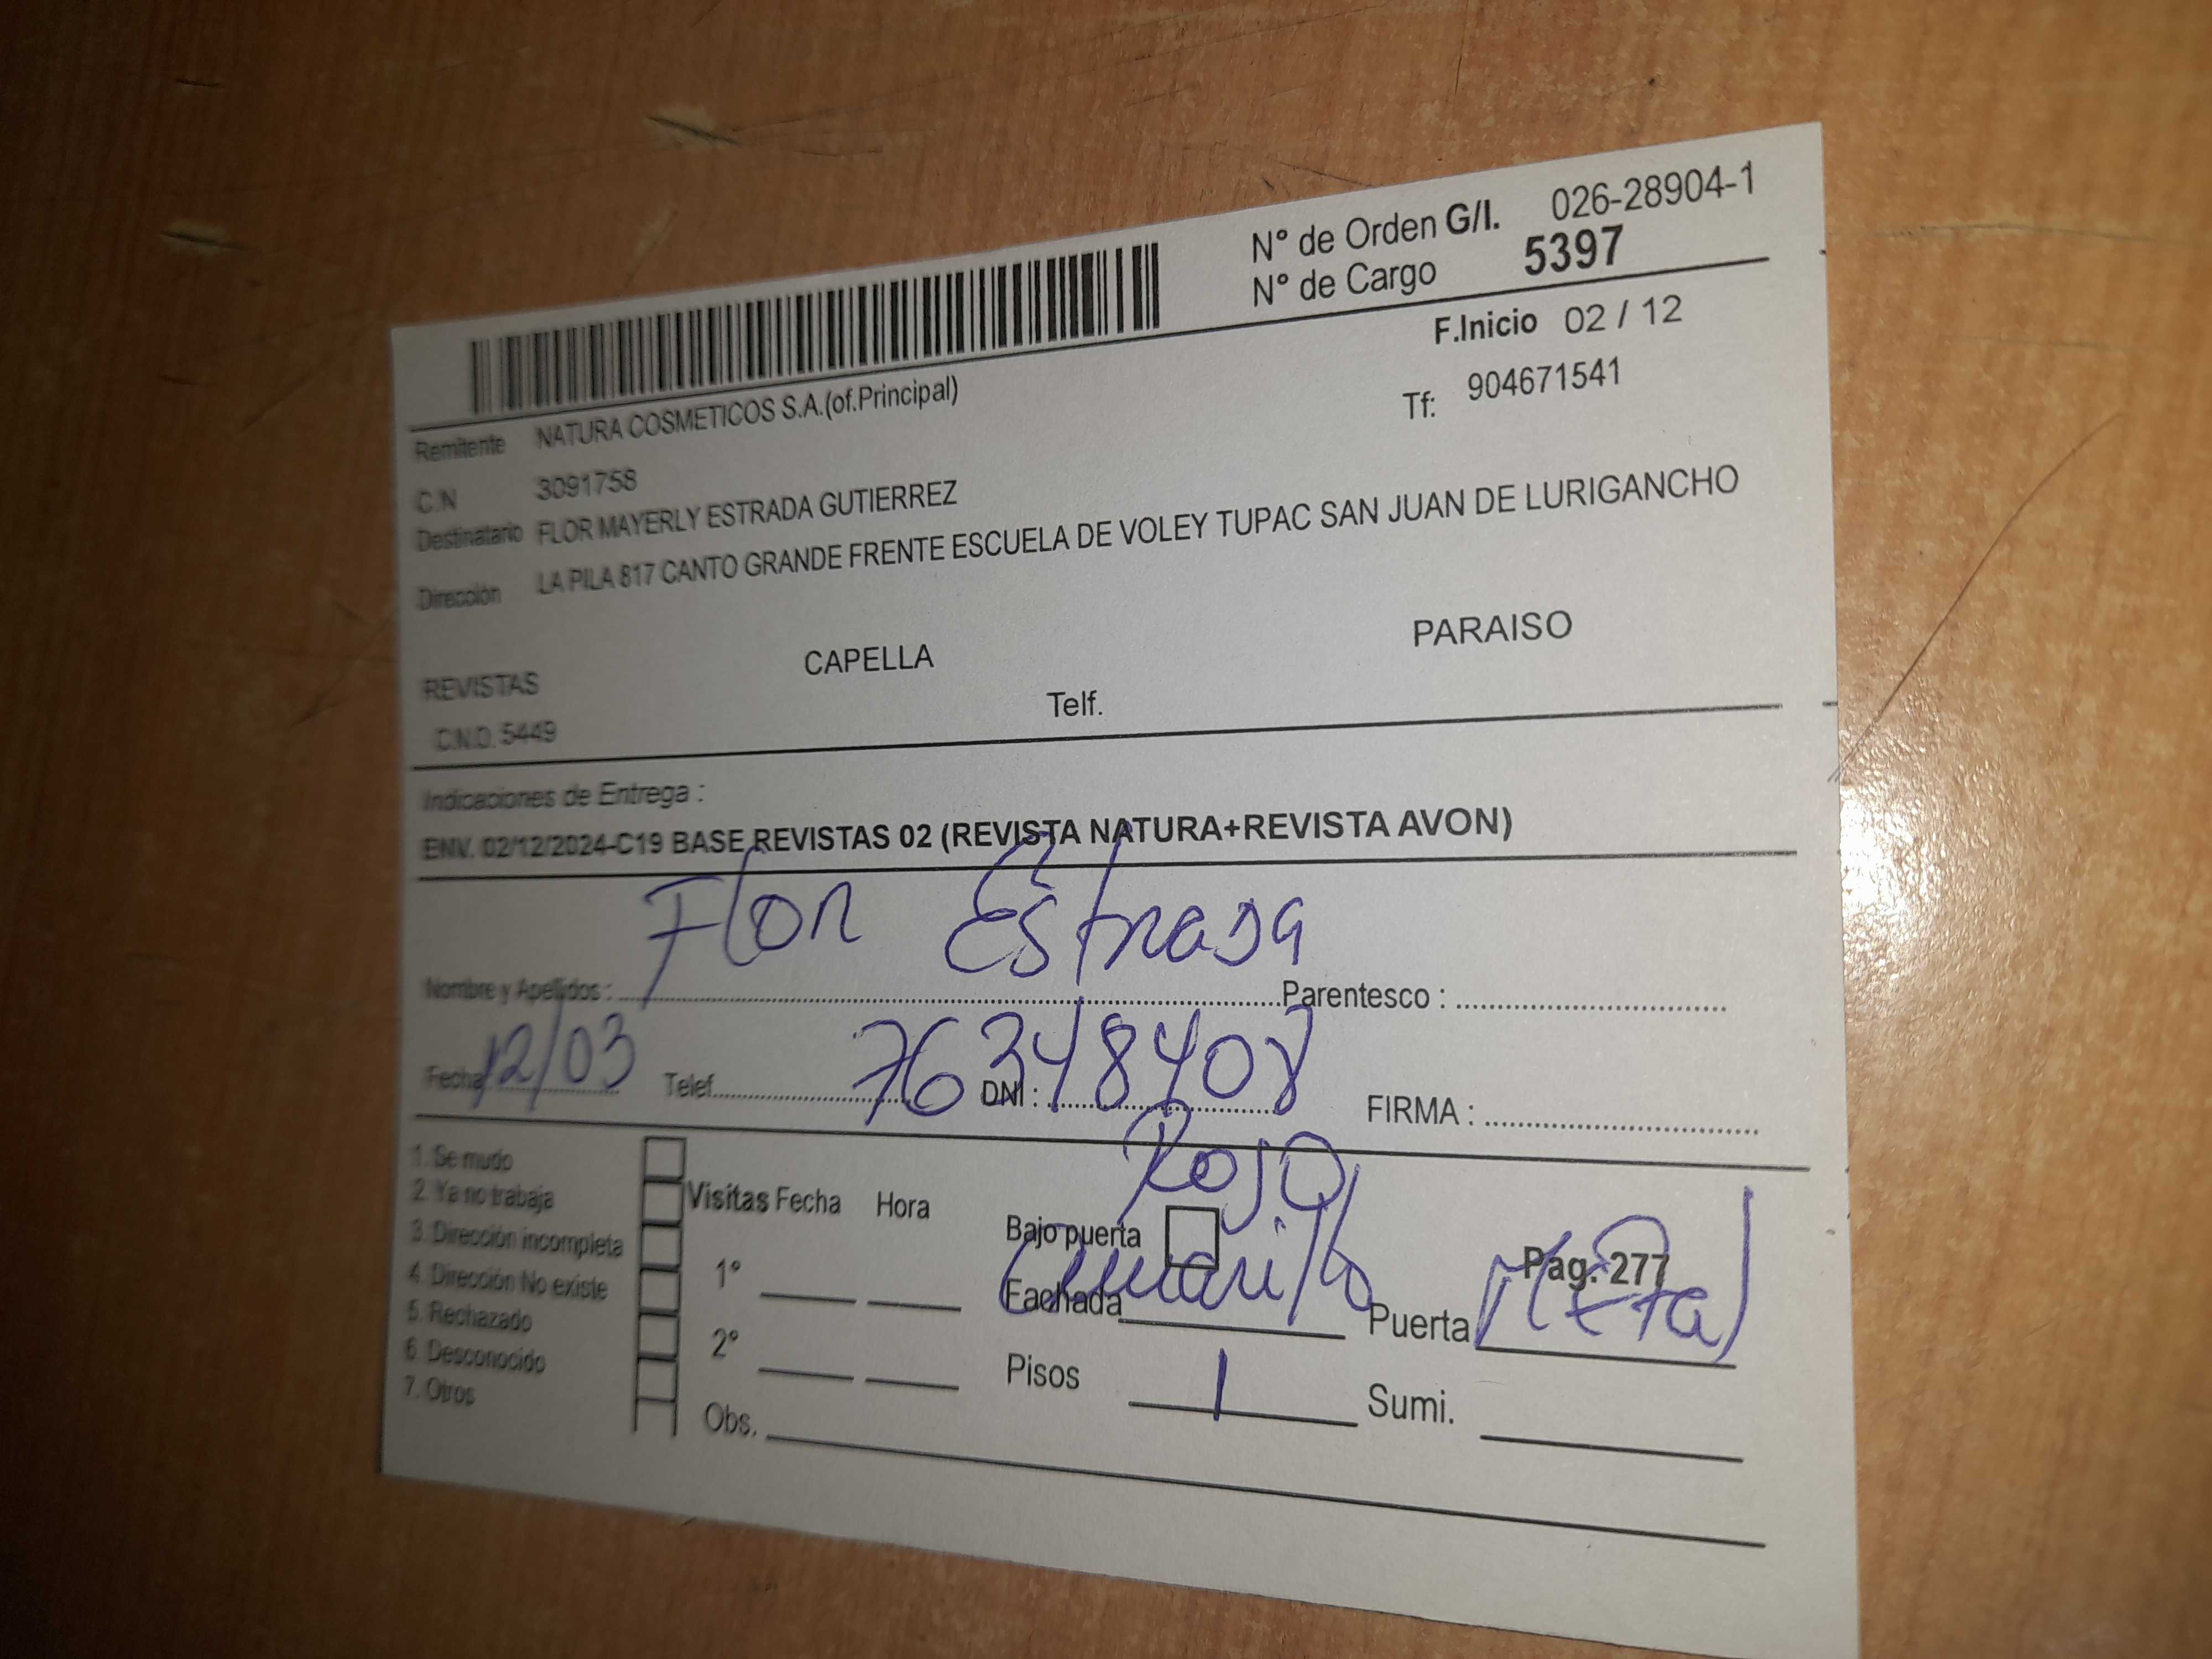 N° de Orden G/I. 026-28904-1
N° de Cargo 5397
F.Inicio 02 / 12
Remitente NATURA COSMETICOS S.A.(of.Principal)
Tf: 904671541
C.N 3091758
Destinatario FLOR MAYERLY ESTRADA GUTIERREZ
Dirección LA PILA 817 CANTO GRANDE FRENTE ESCUELA DE VOLEY TUPAC SAN JUAN DE LURIGANCHO
REVISTAS CAPELLA PARAISO
C.N.O. 5449 Telf.
Indicaciones de Entrega :
ENV. 02/12/2024-C19 BASE REVISTAS 02 (REVISTA NATURA+REVISTA AVON)
Flor Estrada
Nombre y Apellidos : Parentesco :
Fecha 12/03 Telef. DNI : 76348408 FIRMA :
1. Se mudo
2. Ya no trabaja
3. Dirección incompleta
4. Dirección No existe
5. Rechazado
6. Desconocido
7. Otros
Visitas Fecha Hora
1°
2°
Obs.
Rojo
Bajo puerta
Pag. 277
Fachada Amarillo Puerta Metal
Pisos 1 Sumi.